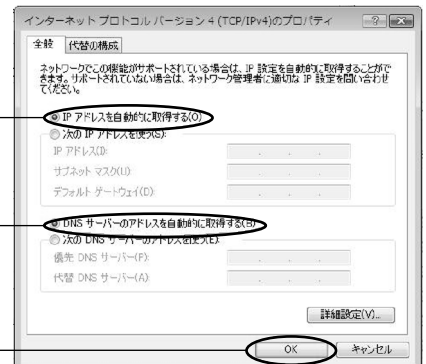 インターネット プロトコル バージョン 4 (TCP/IPv4)のプロパティ
全般
代替の構成
ネットワークでこの機能がサポートされている場合は、IP 設定を自動的に取得することがで
きます。サポートされていない場合は、ネットワーク管理者に適切な IP 設定を問い合わせ
てください。
IP アドレスを自動的に取得する(O)
次の IP アドレスを使う(S):
IP アドレス(I):
サブネット マスク(U):
デフォルト ゲートウェイ(D):
DNS サーバーのアドレスを自動的に取得する(B)
次の DNS サーバーのアドレスを使う(E):
優先 DNS サーバー(P):
代替 DNS サーバー(A):
詳細設定(V)...
OK
キャンセル